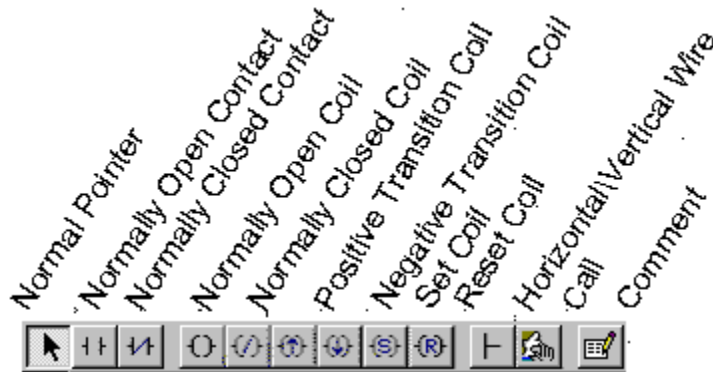 Normal Pointer
Normally Open Contact
Normally Closed Contact
Normally Open Coil
Normally Closed Coil
Positive Transition Coil
Negative Transition Coil
Set Coil
Reset Coil
Horizontal\Vertical Wire
Call
Comment
S
R